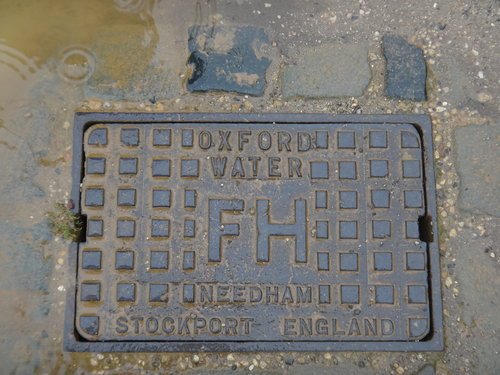 OXFORD
WATER
FH
NEEDHAM
STOCKPORT ENGLAND